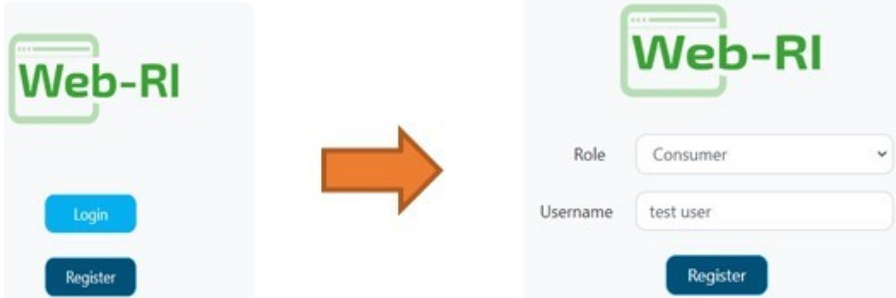 Web-RI
Login
Register
Web-RI
Role Consumer
Username test user
Register